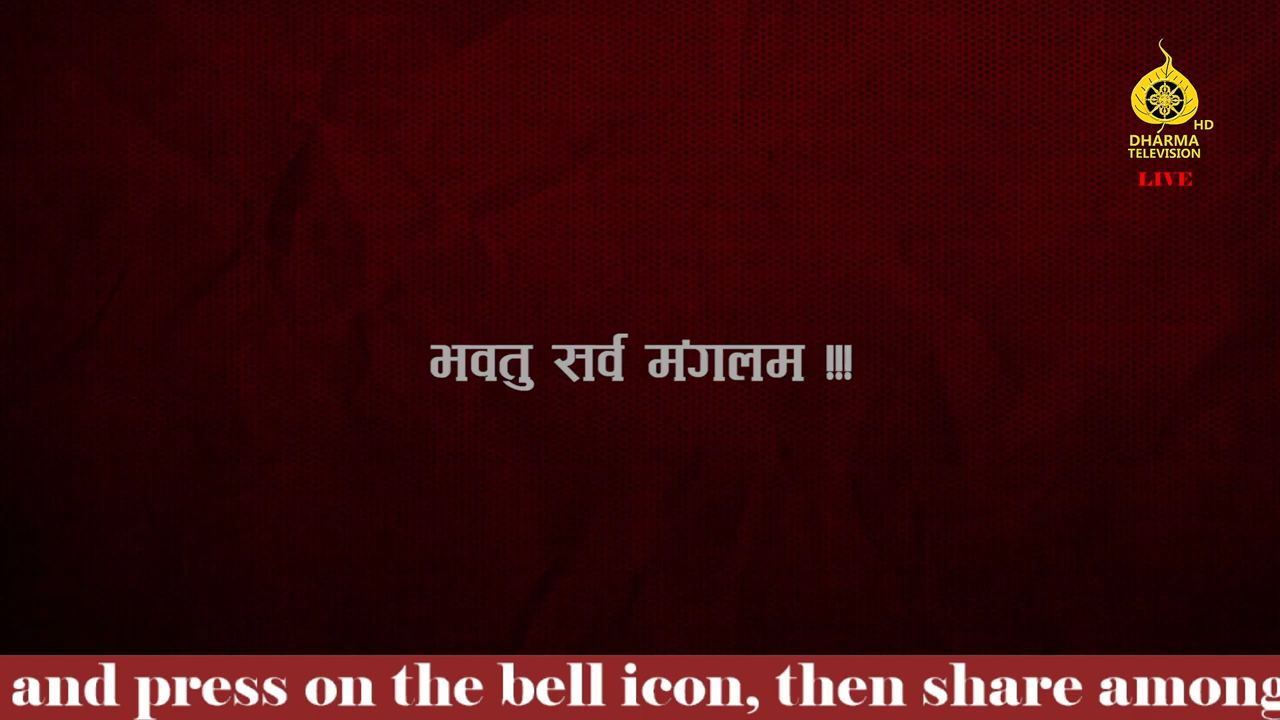 HD
DHARMA
TELEVISION
LIVE
भवतु सर्व मंगलम !!!
and press on the bell icon, then share among